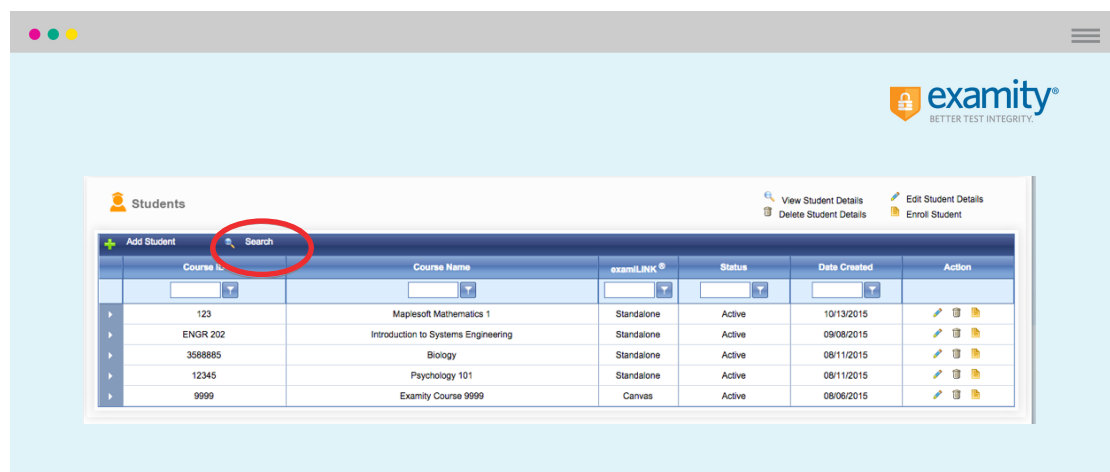 examity®
BETTER TEST INTEGRITY.
Students
View Student Details Edit Student Details
Delete Student Details Enroll Student
Add Student Search
Course ID Course Name examiLINK® Status Date Created Action
123 Maplesoft Mathematics 1 Standalone Active 10/13/2015
ENGR 202 Introduction to Systems Engineering Standalone Active 09/08/2015
3588885 Biology Standalone Active 08/11/2015
12345 Psychology 101 Standalone Active 08/11/2015
9999 Examity Course 9999 Canvas Active 08/06/2015